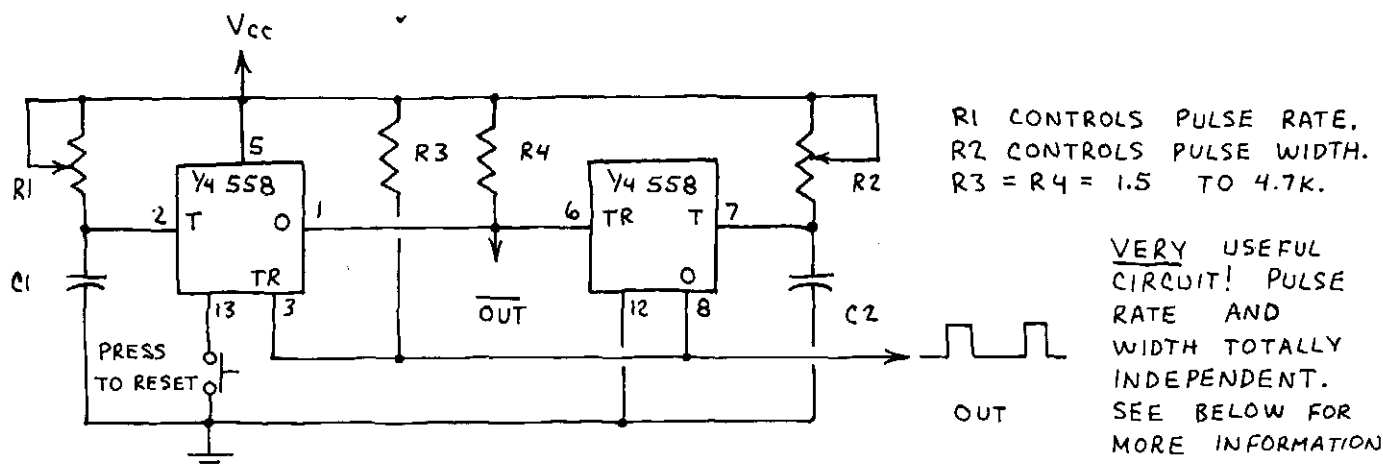 Vcc
5
R1
¼ 558
2
T
O
1
TR
13
3
C1
R3
R4
6
¼ 558
TR
T
7
O
12
8
R2
C2
OUT
PRESS
TO RESET
OUT
R1 CONTROLS PULSE RATE.
R2 CONTROLS PULSE WIDTH.
R3 = R4 = 1.5 TO 4.7K.
VERY USEFUL
CIRCUIT! PULSE
RATE AND
WIDTH TOTALLY
INDEPENDENT.
SEE BELOW FOR
MORE INFORMATION